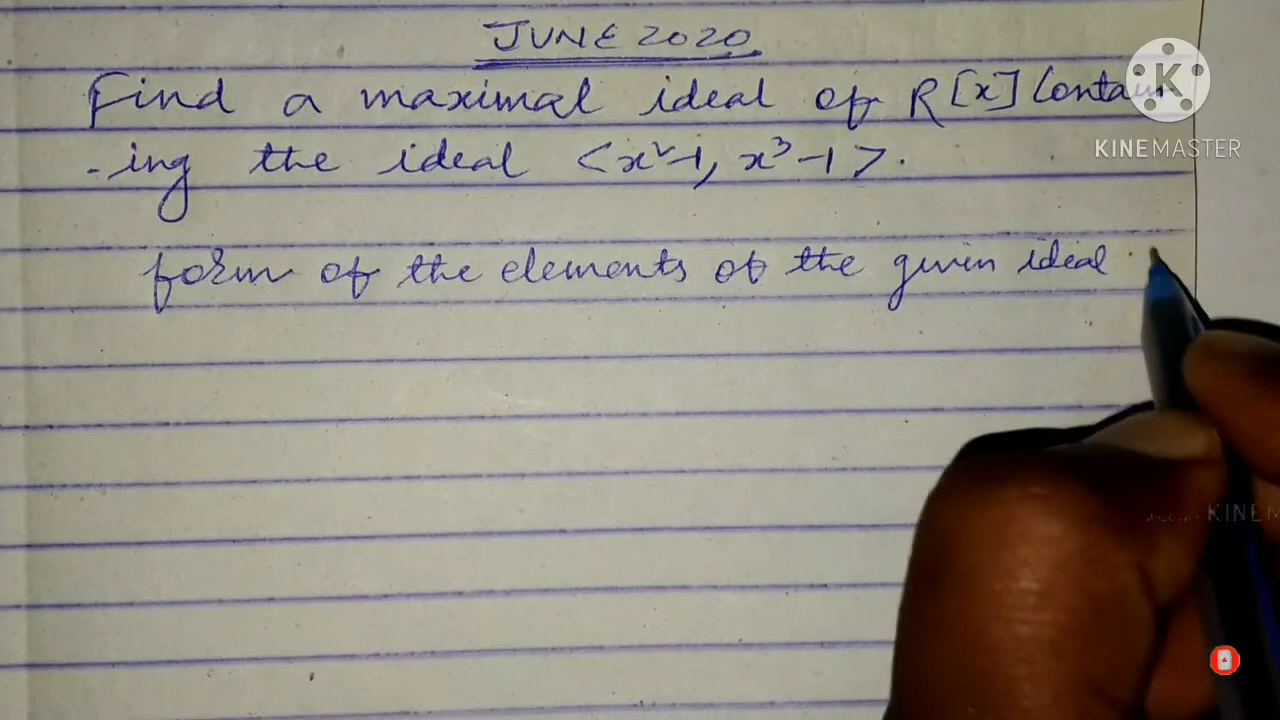 JUNE 2020
Find a maximal ideal of R[x] Contain
-ing the ideal <x²-1, x³-1>.
form of the elements of the given ideal
K
KINEMASTER
KINEM